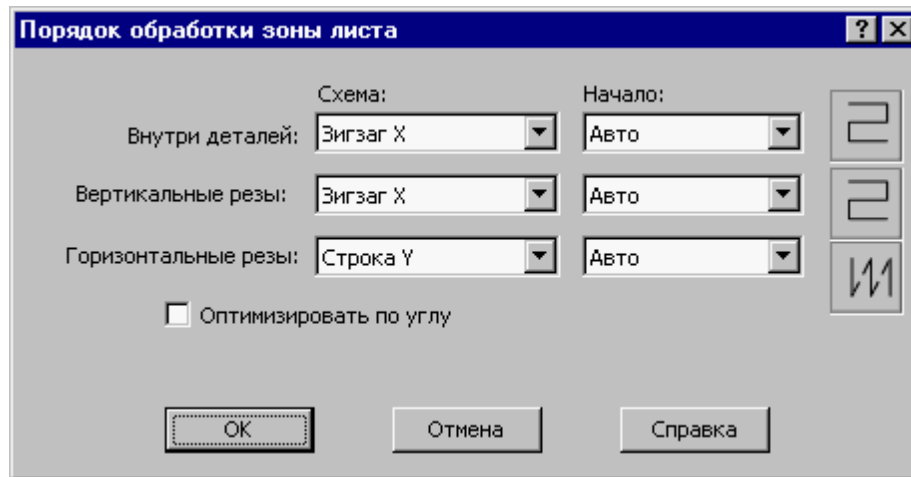 Порядок обработки зоны листа ? ×
Схема: Начало:
Внутри деталей: Зигзаг X Авто
Вертикальные резы: Зигзаг X Авто
Горизонтальные резы: Строка Y Авто
Оптимизировать по углу
OK Отмена Справка